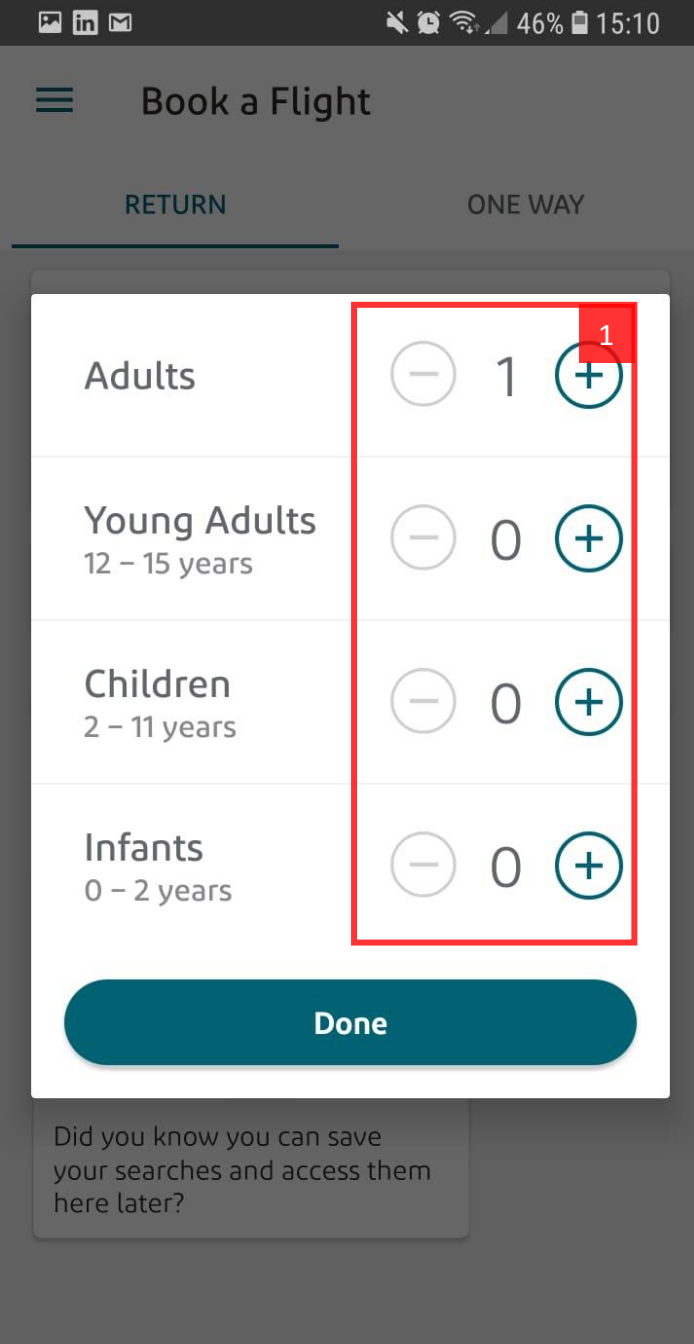 in 46% 15:10
Book a Flight
RETURN ONE WAY
1
Adults 1
Young Adults 0
12 – 15 years
Children 0
2 – 11 years
Infants 0
0 – 2 years
Done
Did you know you can save
your searches and access them
here later?